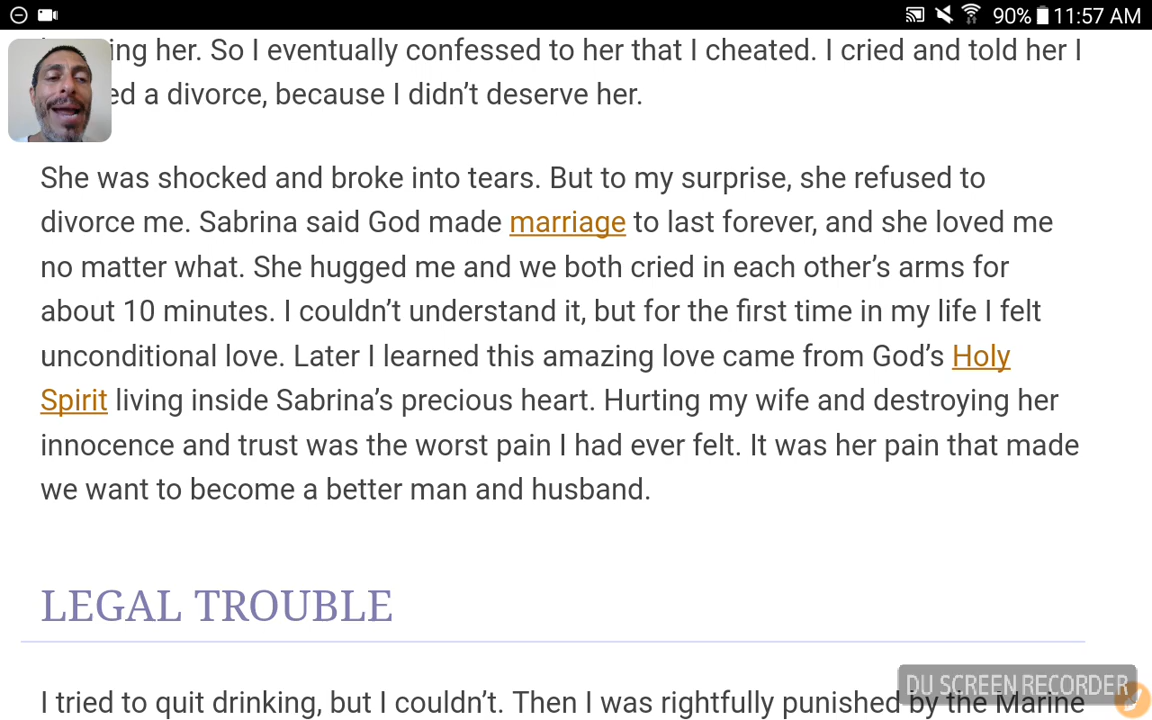 90% 11:57 AM
ing her. So I eventually confessed to her that I cheated. I cried and told her I
ed a divorce, because I didn’t deserve her.
She was shocked and broke into tears. But to my surprise, she refused to
divorce me. Sabrina said God made marriage to last forever, and she loved me
no matter what. She hugged me and we both cried in each other’s arms for
about 10 minutes. I couldn’t understand it, but for the first time in my life I felt
unconditional love. Later I learned this amazing love came from God’s Holy
Spirit living inside Sabrina’s precious heart. Hurting my wife and destroying her
innocence and trust was the worst pain I had ever felt. It was her pain that made
we want to become a better man and husband.
LEGAL TROUBLE
I tried to quit drinking, but I couldn’t. Then I was rightfully punished by the Marine
DU SCREEN RECORDER